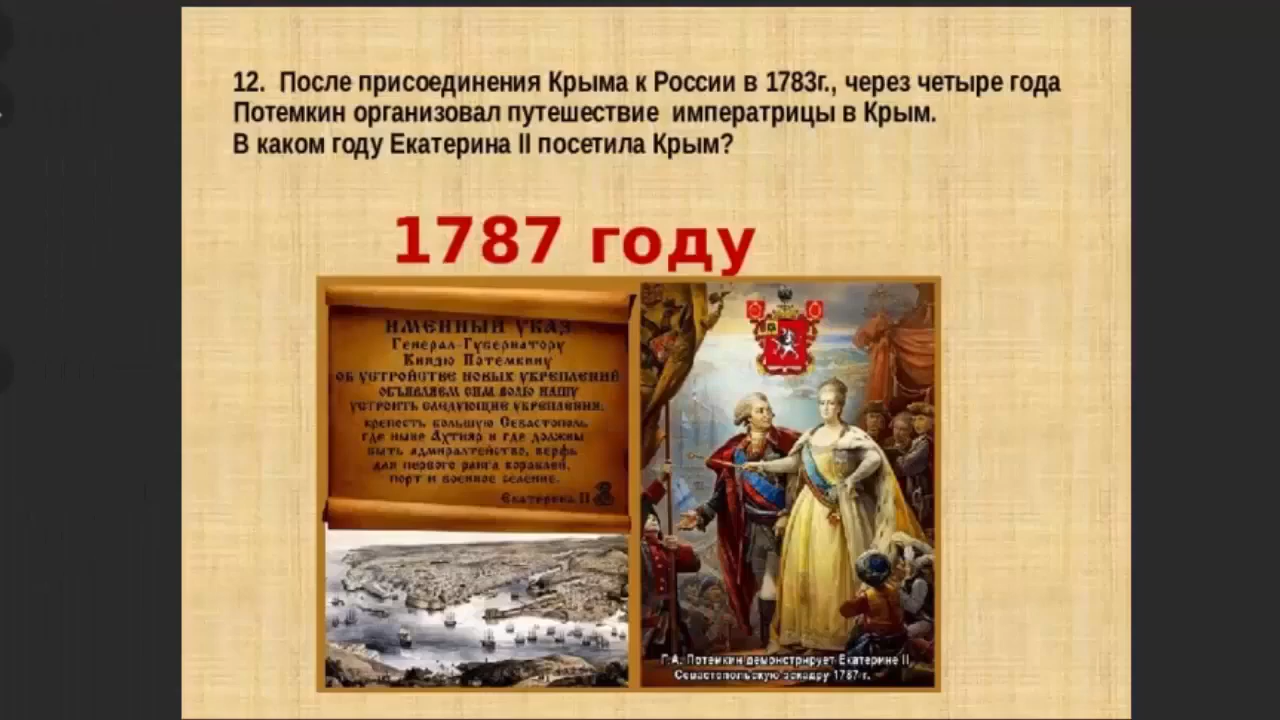 12. После присоединения Крыма к России в 1783г., через четыре года
Потемкин организовал путешествие императрицы в Крым.
В каком году Екатерина II посетила Крым?
1787 году
ИМЕННЫЙ УКАЗ
Генерал-Губернатору
Князю Потемкину
ОБ УСТРОЙСТВЕ НОВЫХ УКРЕПЛЕНИЙ
ОБЪЯВЛЯЕМ СИМ ВОЛЮ НАШУ
УСТРОИТЬ СЛЕДУЮЩИЕ УКРЕПЛЕНИЯ:
крепость большую Севастополь
где ныне Ахтияр и где должны
быть адмиралтейство, верфь
для первого ранга кораблей,
порт и военное селение.
Екатерина II
Г.А. Потемкин демонстрирует Екатерине II
Севастопольскую эскадру 1787 г.